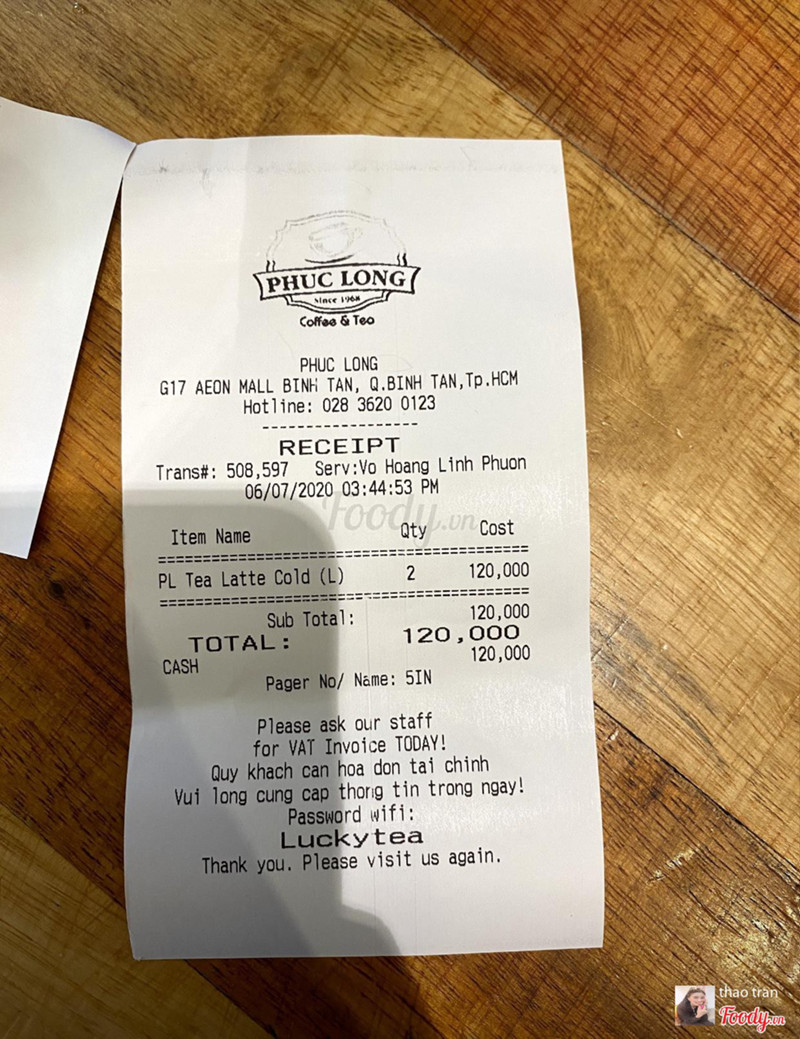 PHUC LONG
Since 1968
Coffee & Tea
PHUC LONG
G17 AEON MALL BINH TAN, Q.BINH TAN,Tp.HCM
Hotline: 028 3620 0123
------------------
RECEIPT
Trans#: 508,597 Serv:Vo Hoang Linh Phuon
06/07/2020 03:44:53 PM
Foody.vn
Item Name Qty Cost
==========================================
PL Tea Latte Cold (L) 2 120,000
==========================================
Sub Total: 120,000
TOTAL: 120,000
CASH 120,000
Pager No/ Name: 5IN
Please ask our staff
for VAT Invoice TODAY!
Quy khach can hoa don tai chinh
Vui long cung cap thong tin trong ngay!
Password wifi:
Luckytea
Thank you. Please visit us again.
thao tran
Foody.vn